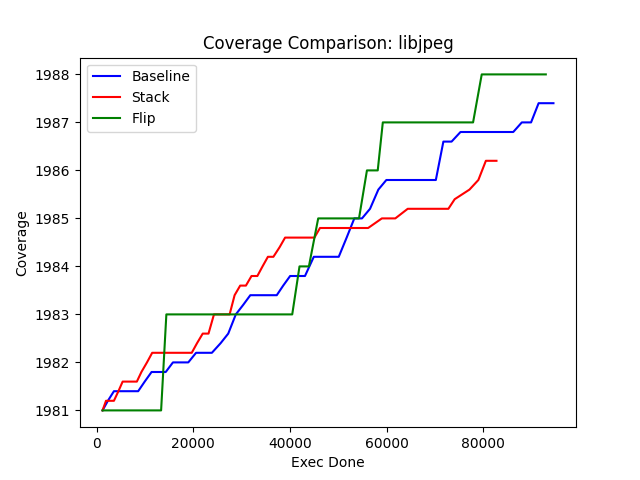 Coverage Comparison: libjpeg
Baseline
Stack
Flip
Coverage
1988
1987
1986
1985
1984
1983
1982
1981
0 20000 40000 60000 80000
Exec Done